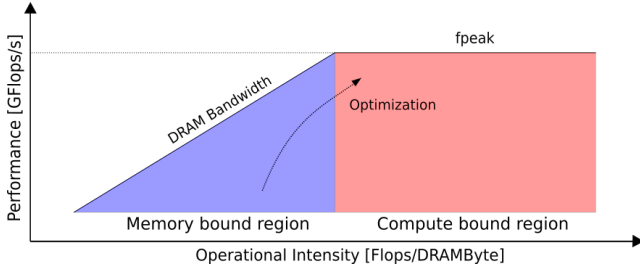 fpeak
DRAM Bandwidth
Optimization
Performance [GFlops/s]
Memory bound region
Compute bound region
Operational Intensity [Flops/DRAMByte]